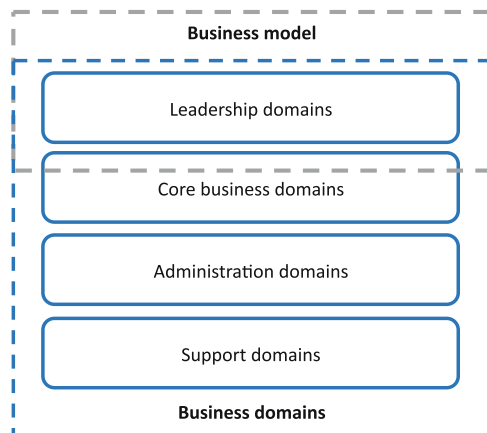 Business model
Leadership domains
Core business domains
Administration domains
Support domains
Business domains